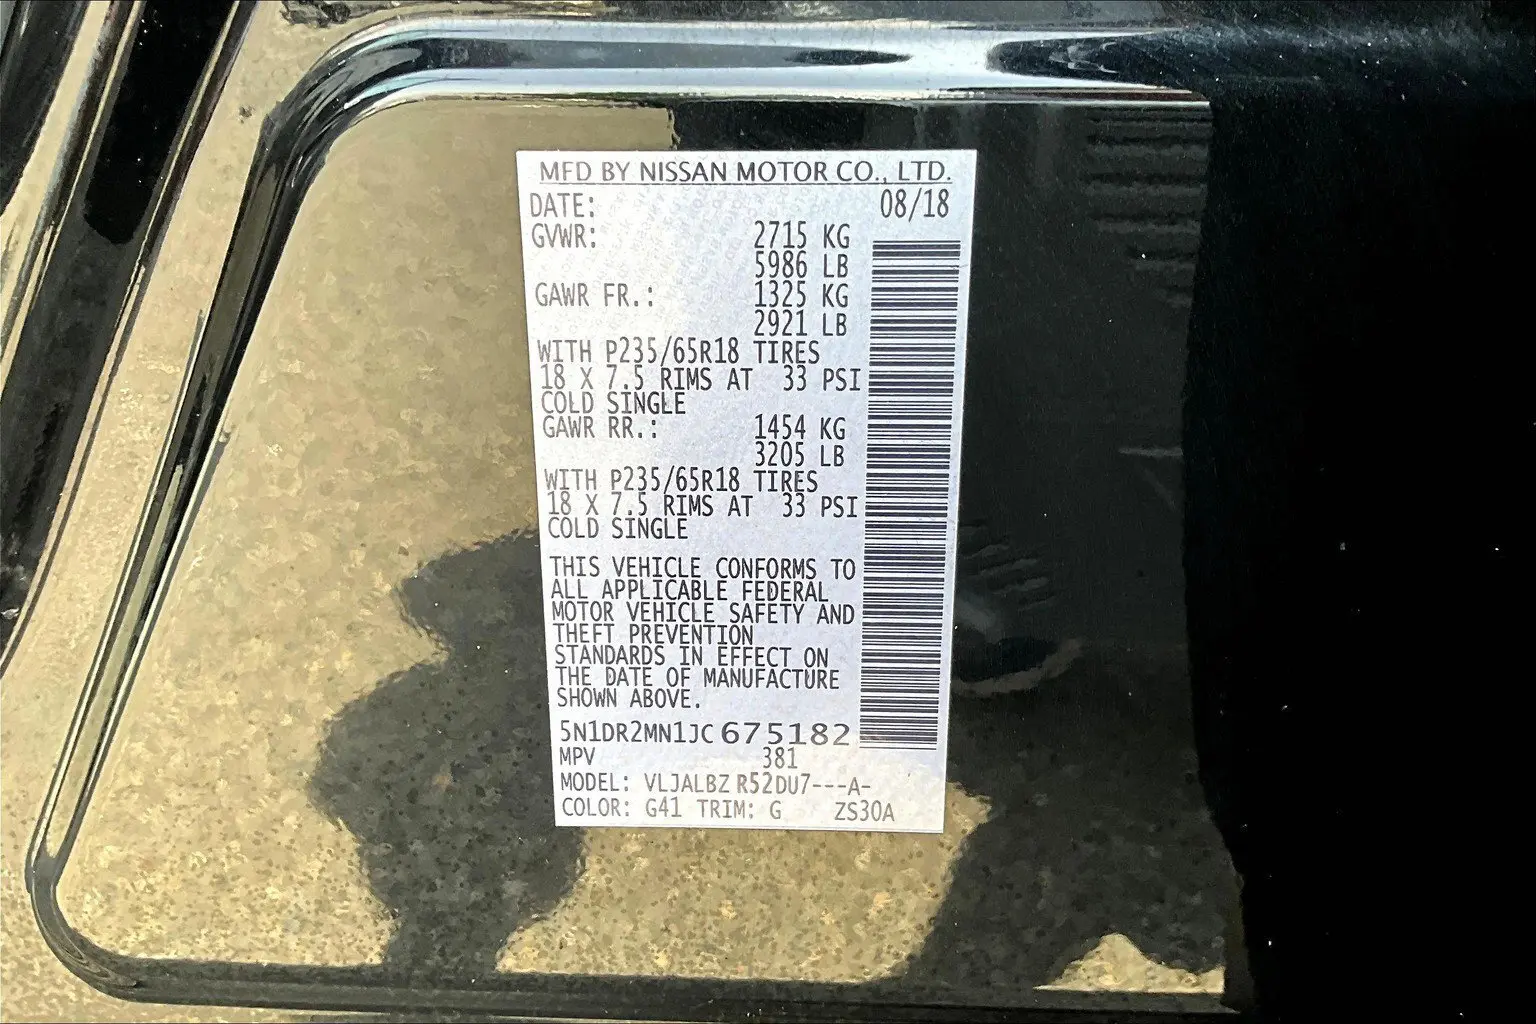 MFD BY NISSAN MOTOR CO., LTD.
DATE: 08/18
GVWR: 2715 KG
5986 LB
GAWR FR.: 1325 KG
2921 LB
WITH P235/65R18 TIRES
18 X 7.5 RIMS AT 33 PSI
COLD SINGLE
GAWR RR.: 1454 KG
3205 LB
WITH P235/65R18 TIRES
18 X 7.5 RIMS AT 33 PSI
COLD SINGLE
THIS VEHICLE CONFORMS TO
ALL APPLICABLE FEDERAL
MOTOR VEHICLE SAFETY AND
THEFT PREVENTION
STANDARDS IN EFFECT ON
THE DATE OF MANUFACTURE
SHOWN ABOVE.
5N1DR2MN1JC675182
MPV 381
MODEL: VLJALBZ R52DU7---A-
COLOR: G41 TRIM: G ZS30A